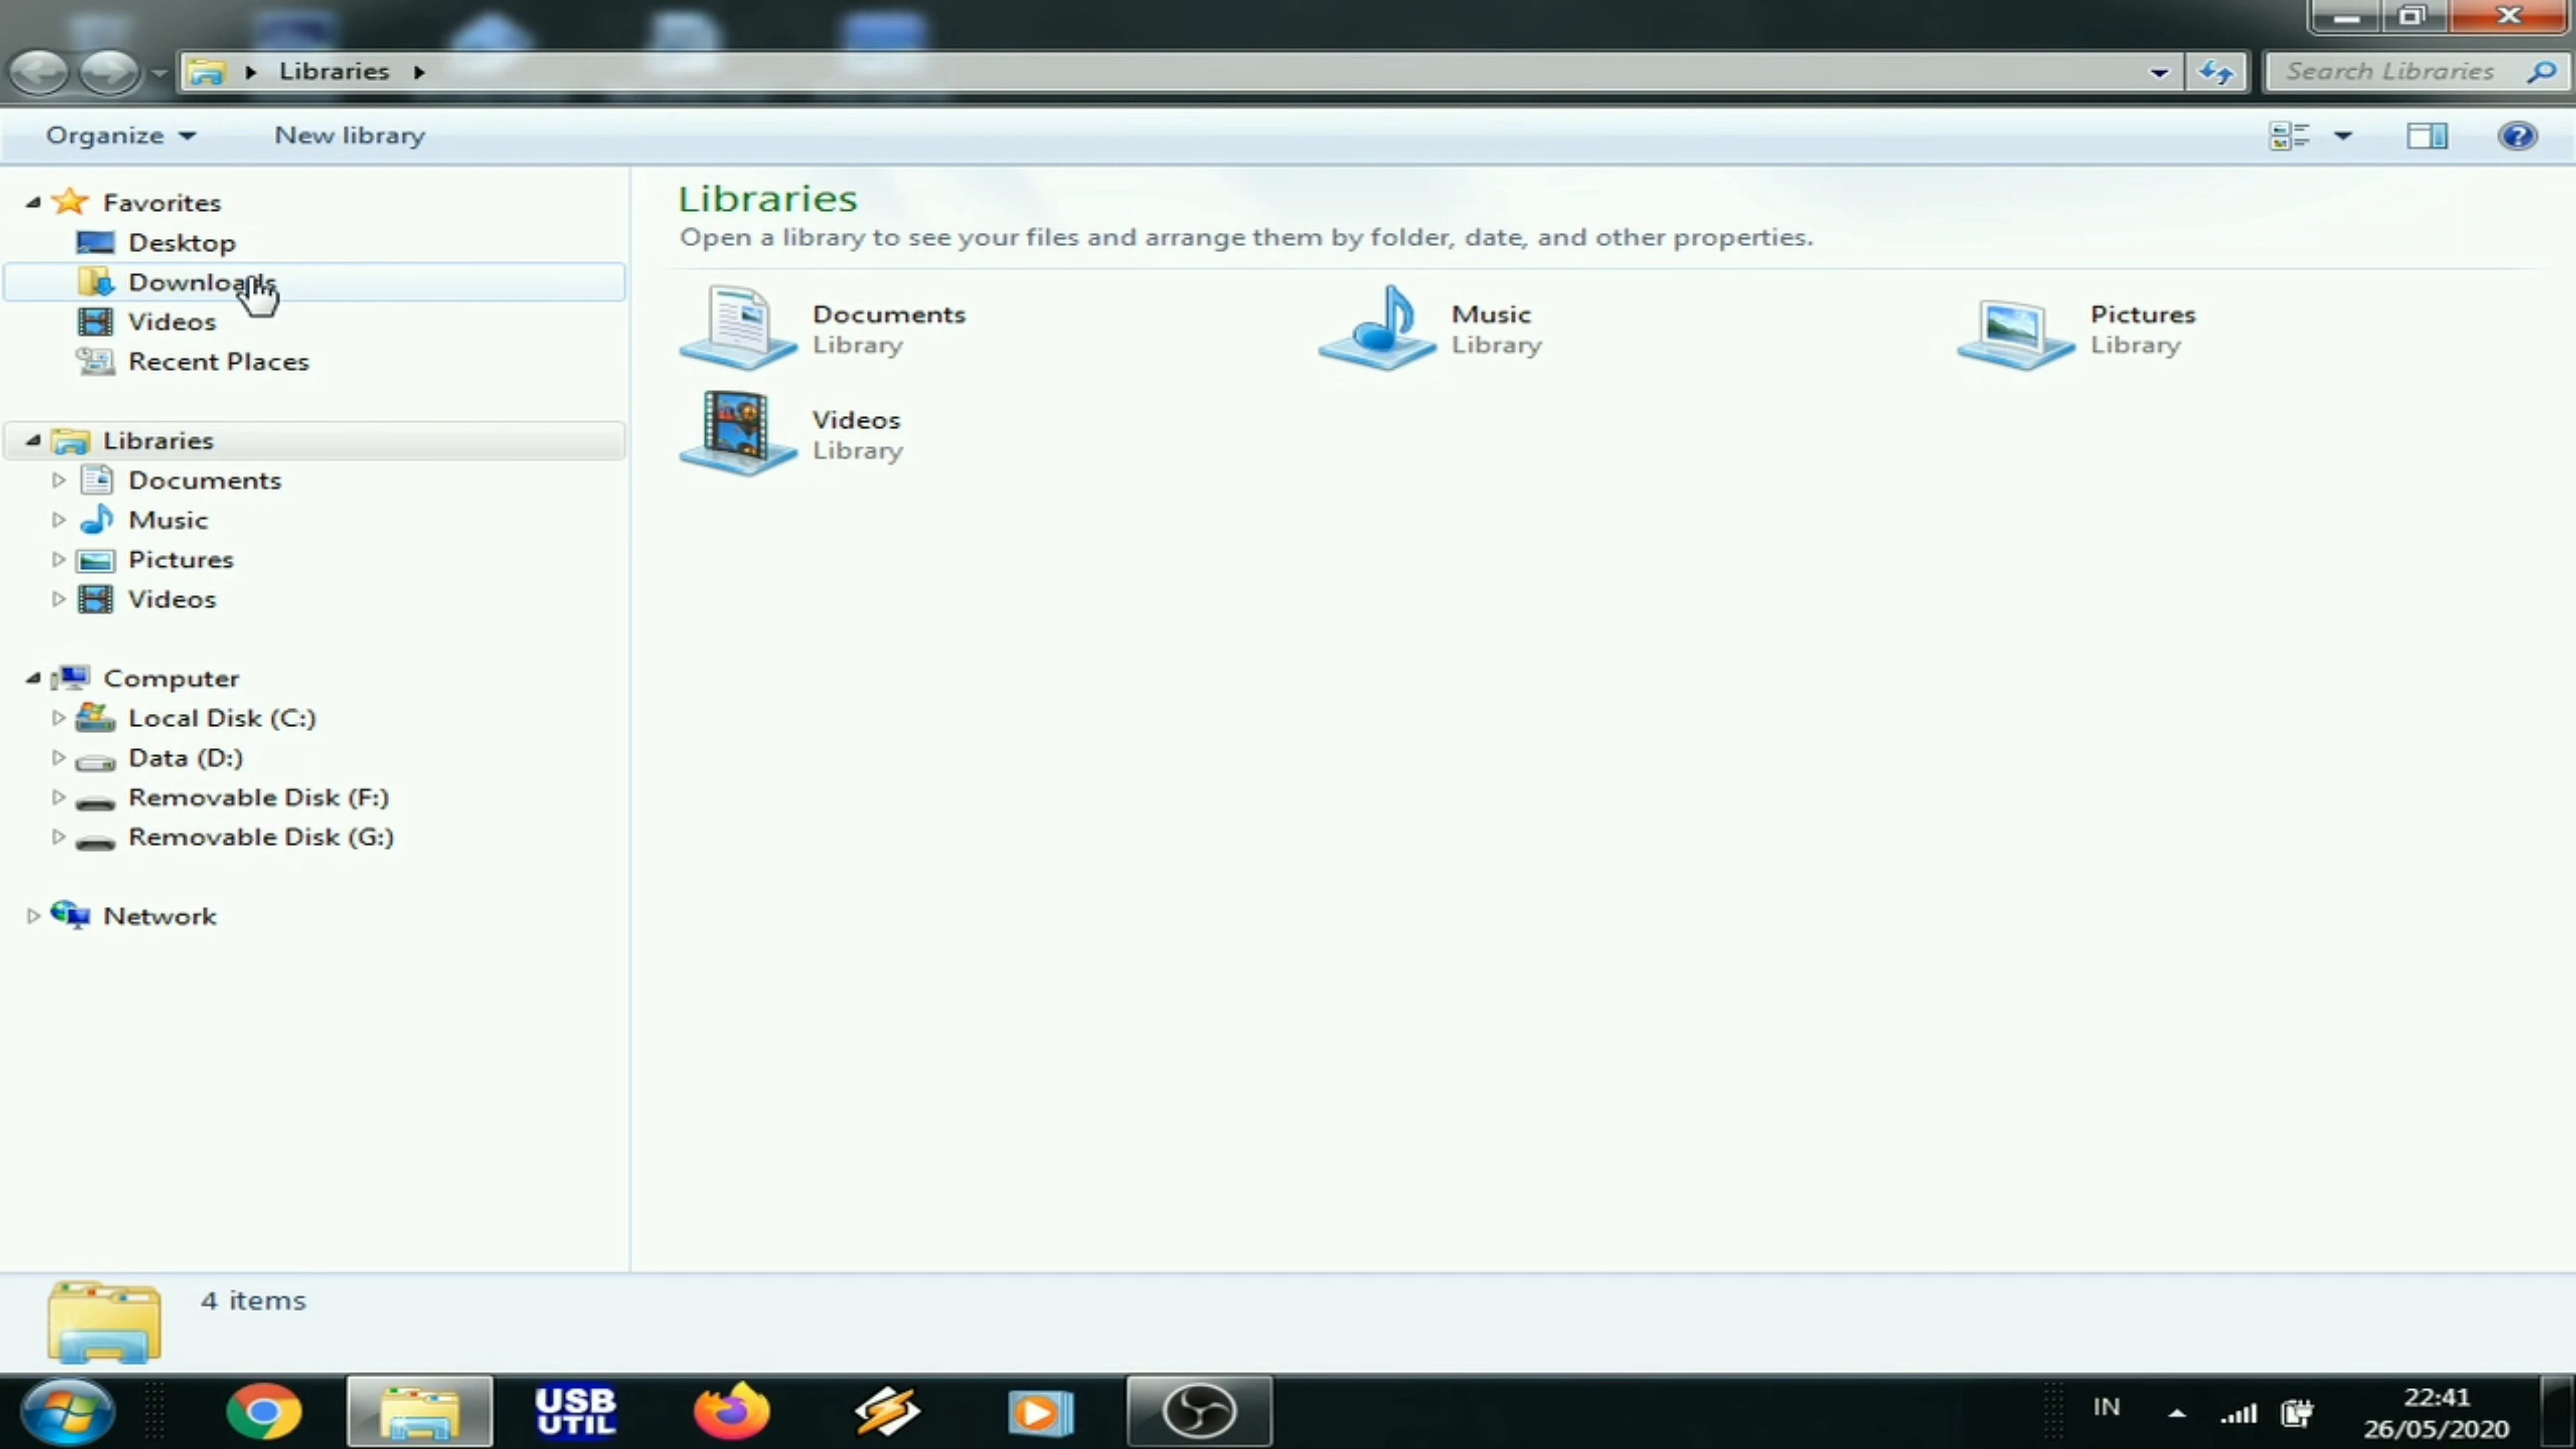 Libraries
Search Libraries
Organize
New library
Favorites
Desktop
Downloads
Videos
Recent Places
Libraries
Documents
Music
Pictures
Videos
Computer
Local Disk (C:)
Data (D:)
Removable Disk (F:)
Removable Disk (G:)
Network
Libraries
Open a library to see your files and arrange them by folder, date, and other properties.
Documents
Library
Music
Library
Pictures
Library
Videos
Library
4 items
USB
UTIL
IN
22:41
26/05/2020